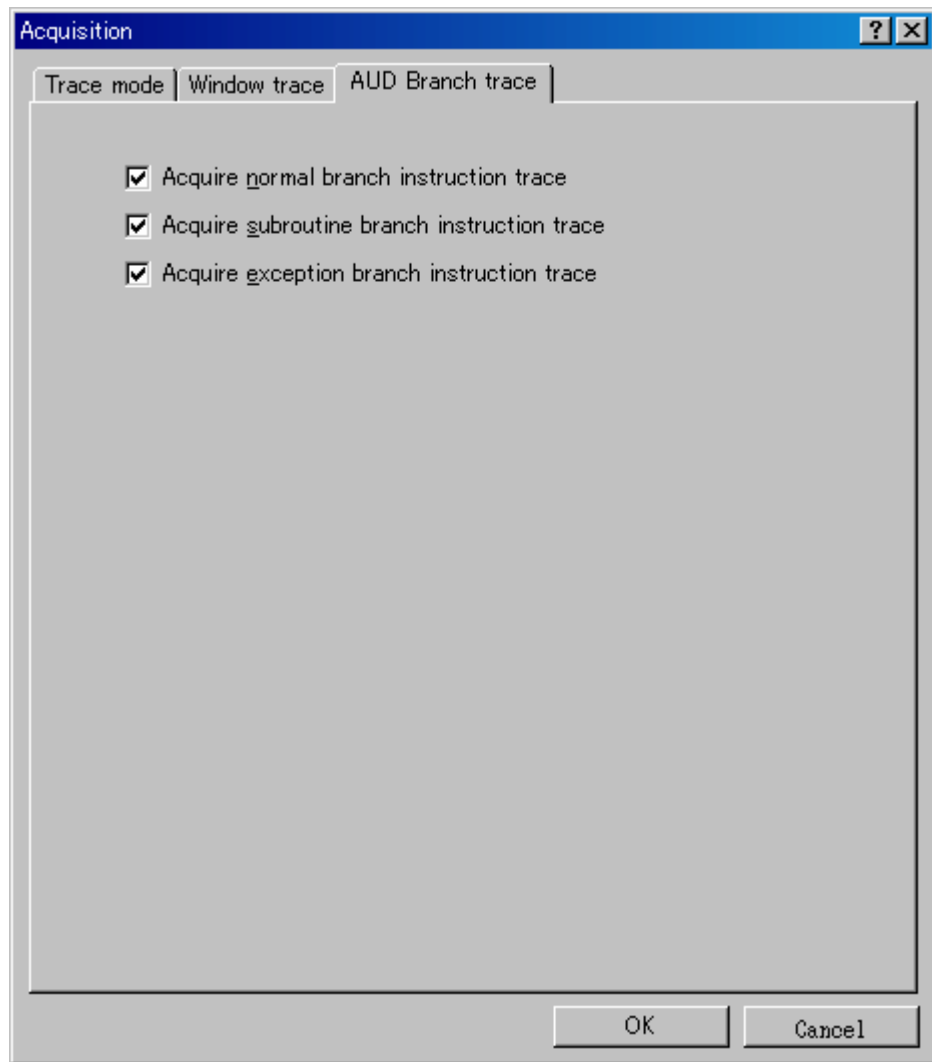 Acquisition
Trace mode Window trace AUD Branch trace
Acquire normal branch instruction trace
Acquire subroutine branch instruction trace
Acquire exception branch instruction trace
OK Cancel